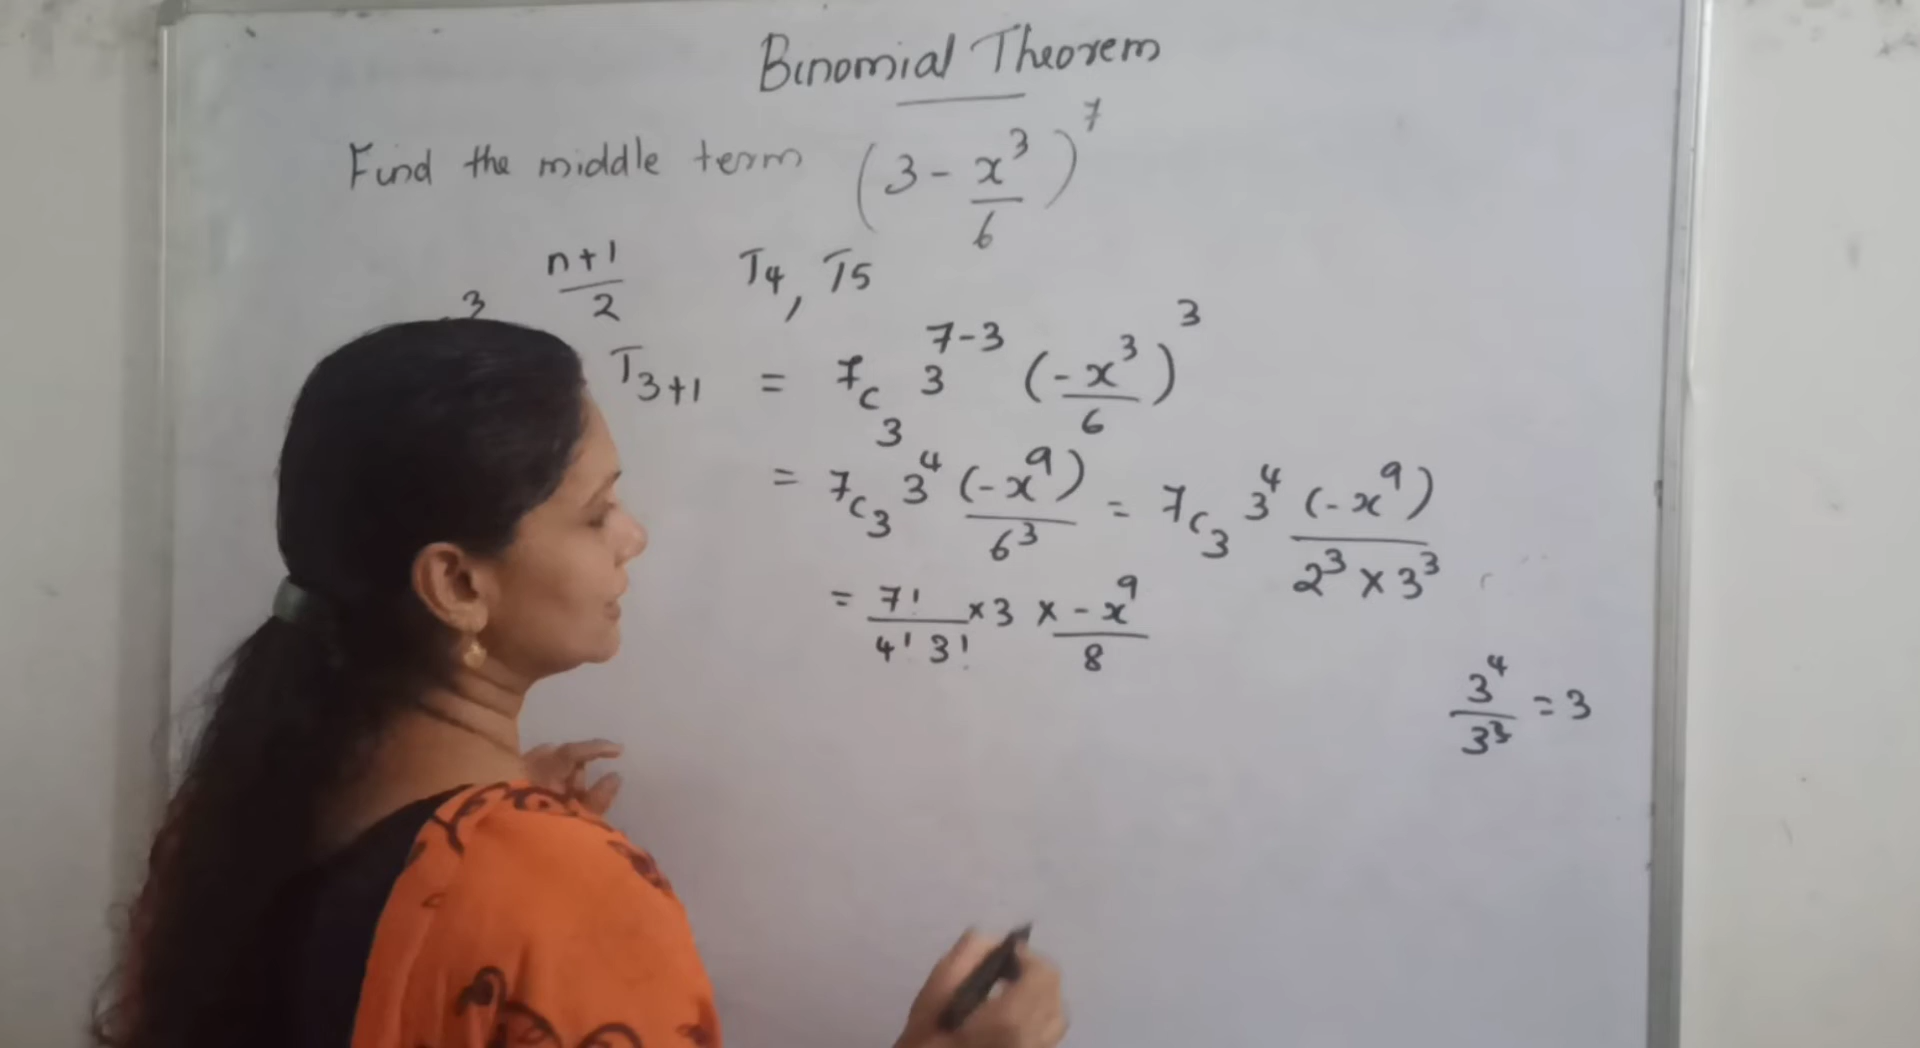 Binomial Theorem
Find the middle term (3 - x³/6)⁷
n+1/2 T₄, T₅
3
T₃₊₁ = 7c₃ 3⁷⁻³ (-x³/6)³
= 7c₃ 3⁴ (-x⁹)/6³ = 7c₃ 3⁴ (-x⁹)/2³ × 3³
= 7!/4! 3! × 3 × -x⁹/8
3⁴/3³ = 3